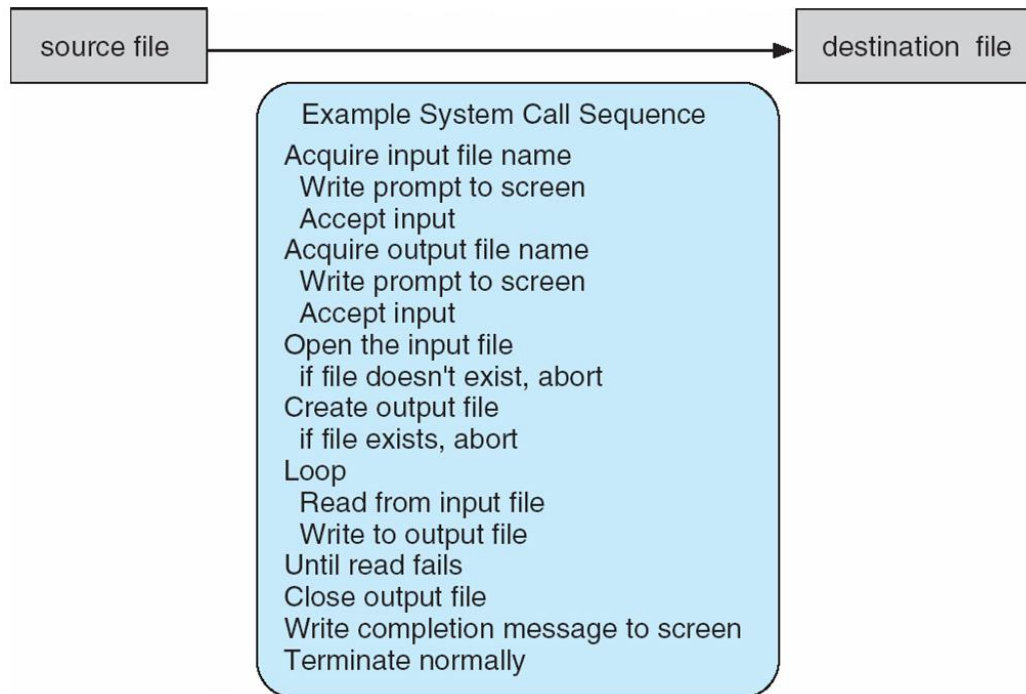 source file
destination file
Example System Call Sequence
Acquire input file name
Write prompt to screen
Accept input
Acquire output file name
Write prompt to screen
Accept input
Open the input file
if file doesn't exist, abort
Create output file
if file exists, abort
Loop
Read from input file
Write to output file
Until read fails
Close output file
Write completion message to screen
Terminate normally